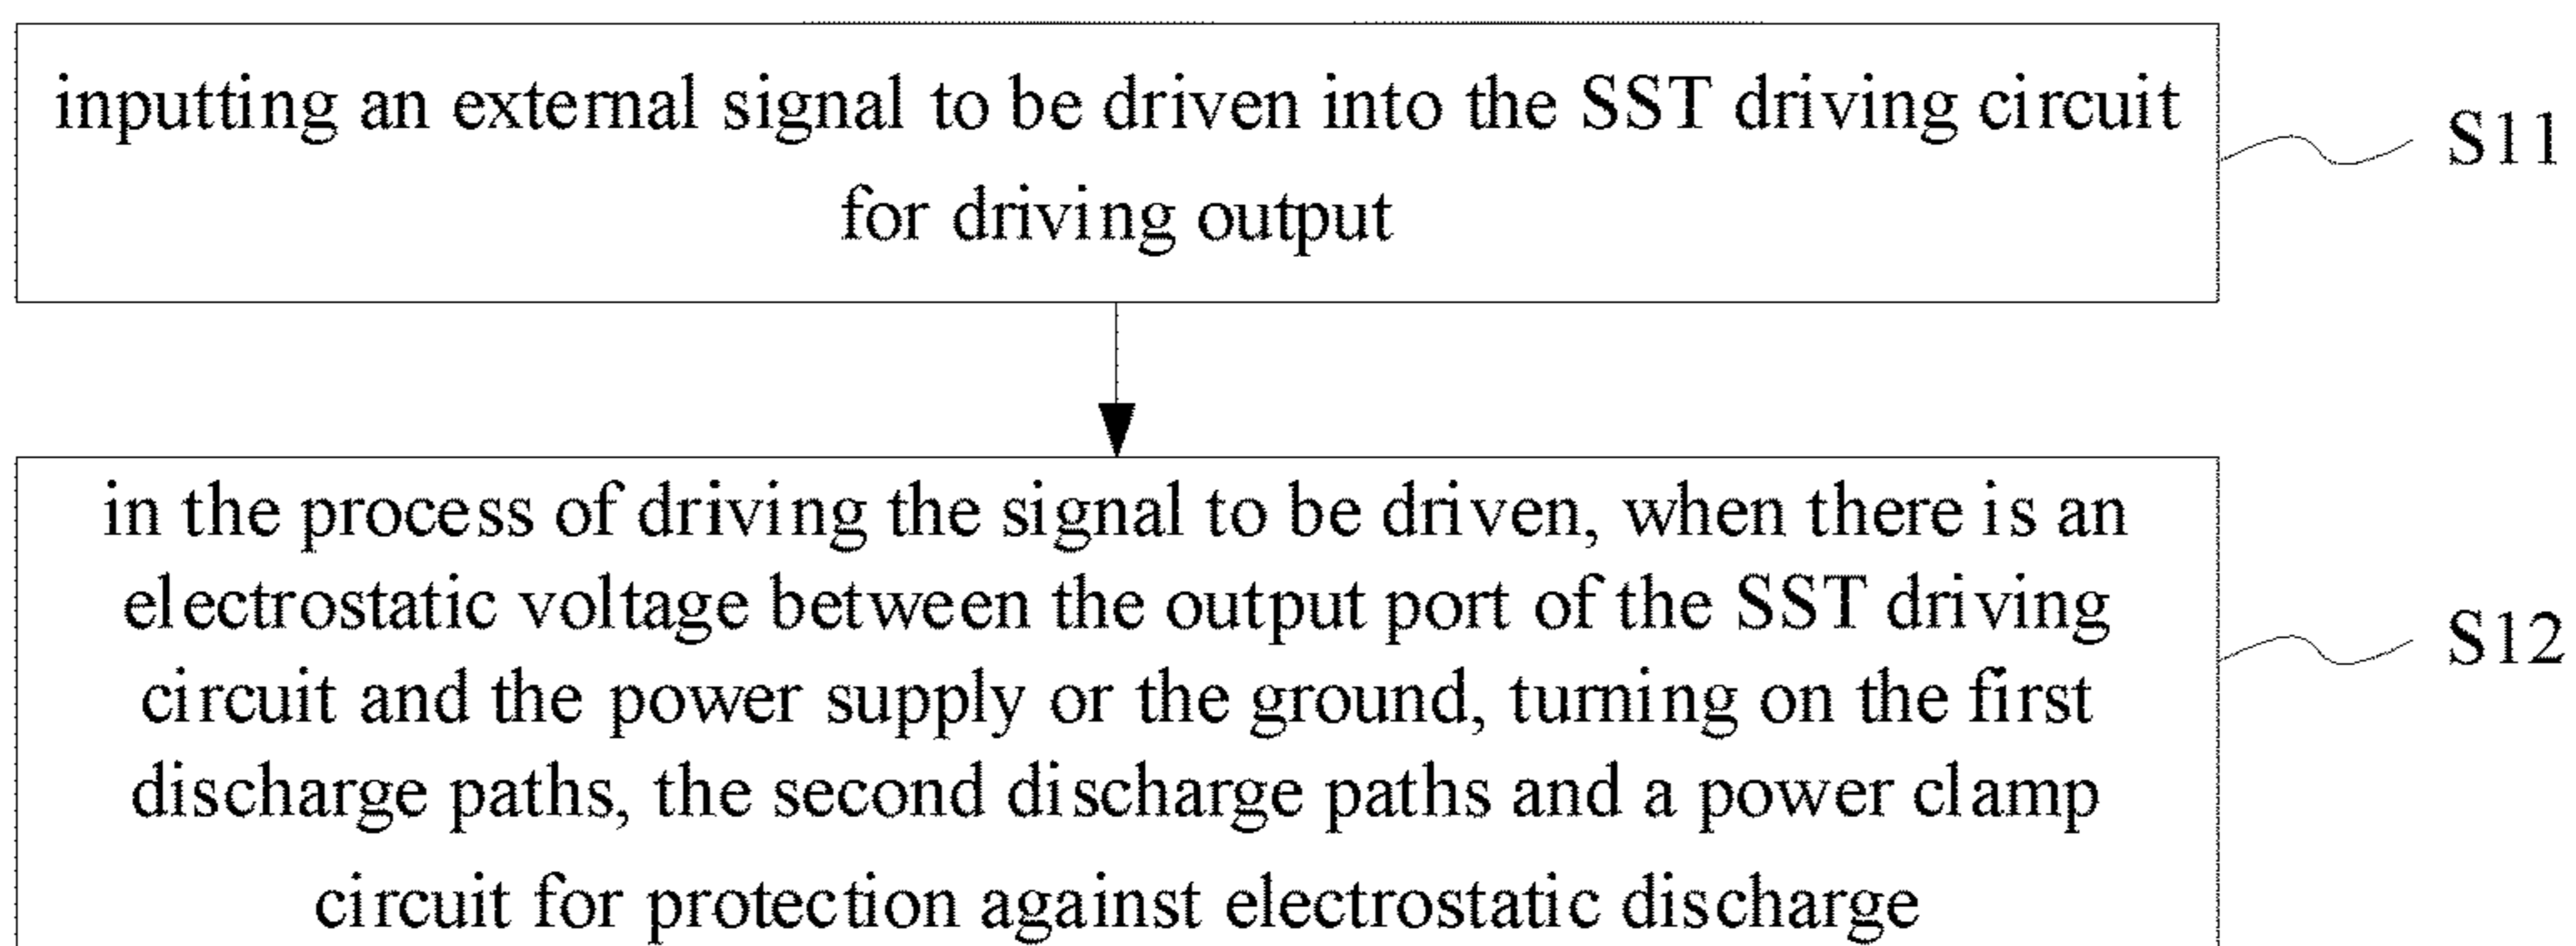 inputting an external signal to be driven into the SST driving circuit
for driving output
S11
in the process of driving the signal to be driven, when there is an
electrostatic voltage between the output port of the SST driving
circuit and the power supply or the ground, turning on the first
discharge paths, the second discharge paths and a power clamp
circuit for protection against electrostatic discharge
S12